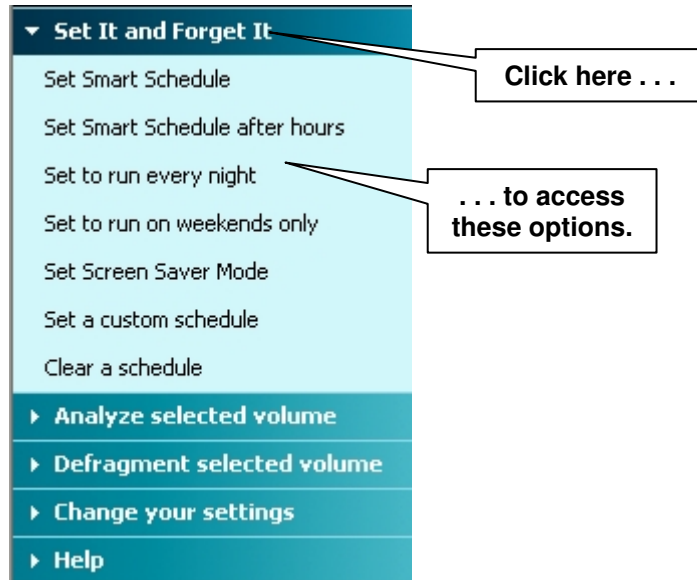 Set It and Forget It
Click here . . .
Set Smart Schedule
Set Smart Schedule after hours
Set to run every night
. . . to access
these options.
Set to run on weekends only
Set Screen Saver Mode
Set a custom schedule
Clear a schedule
Analyze selected volume
Defragment selected volume
Change your settings
Help